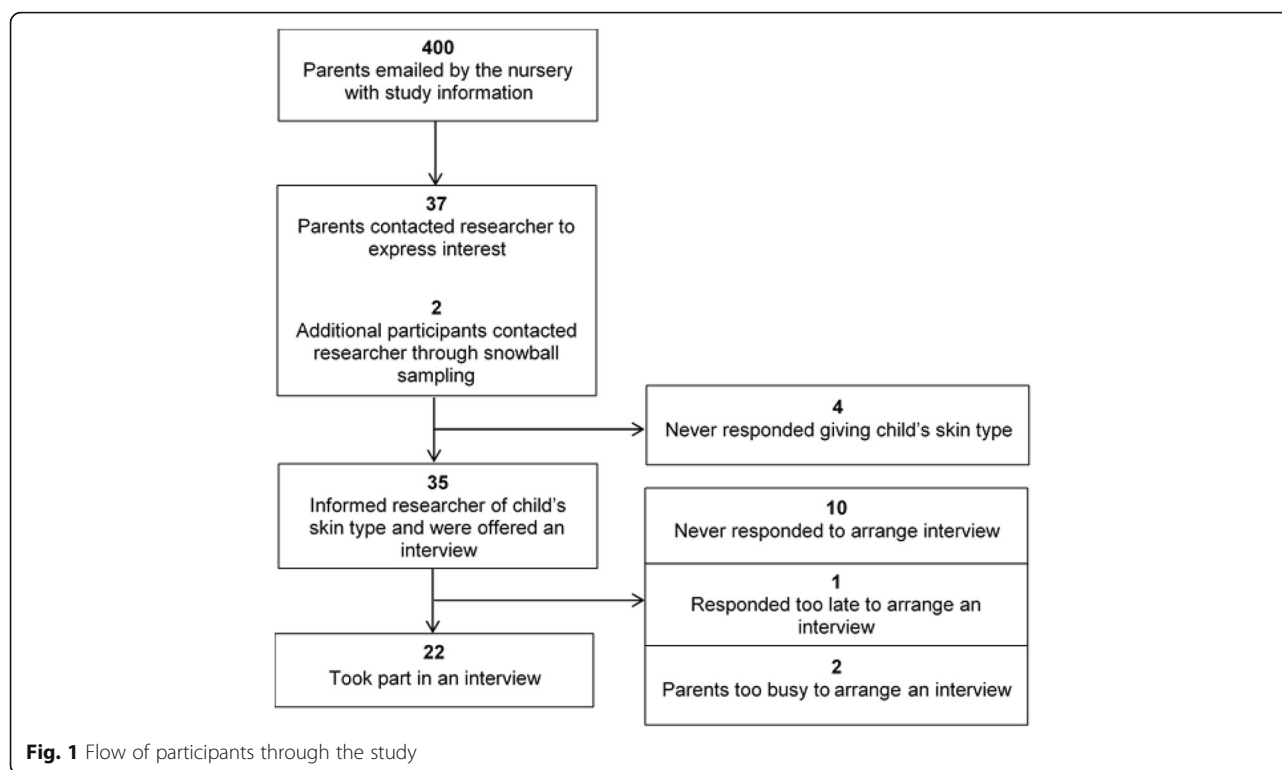 400
Parents emailed by the nursery
with study information
37
Parents contacted researcher to
express interest
2
Additional participants contacted
researcher through snowball
sampling
4
Never responded giving child's skin type
35
Informed researcher of child's
skin type and were offered an
interview
10
Never responded to arrange interview
1
Responded too late to arrange an
interview
22
Took part in an interview
2
Parents too busy to arrange an interview
Fig. 1 Flow of participants through the study